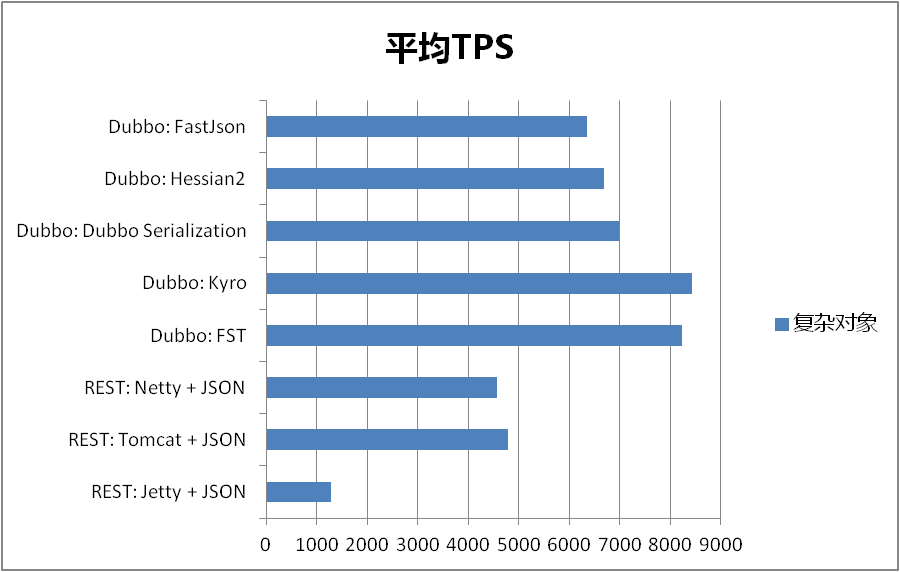 平均TPS
Dubbo: FastJson
Dubbo: Hessian2
Dubbo: Dubbo Serialization
Dubbo: Kyro
Dubbo: FST
REST: Netty + JSON
REST: Tomcat + JSON
REST: Jetty + JSON
复杂对象
0 1000 2000 3000 4000 5000 6000 7000 8000 9000